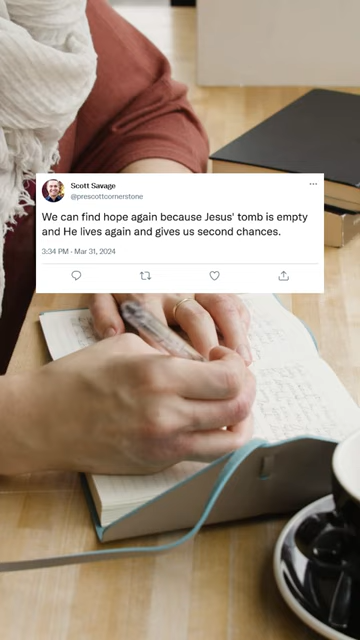 Scott Savage
@prescottcornerstone
We can find hope again because Jesus' tomb is empty
and He lives again and gives us second chances.
3:34 PM · Mar 31, 2024